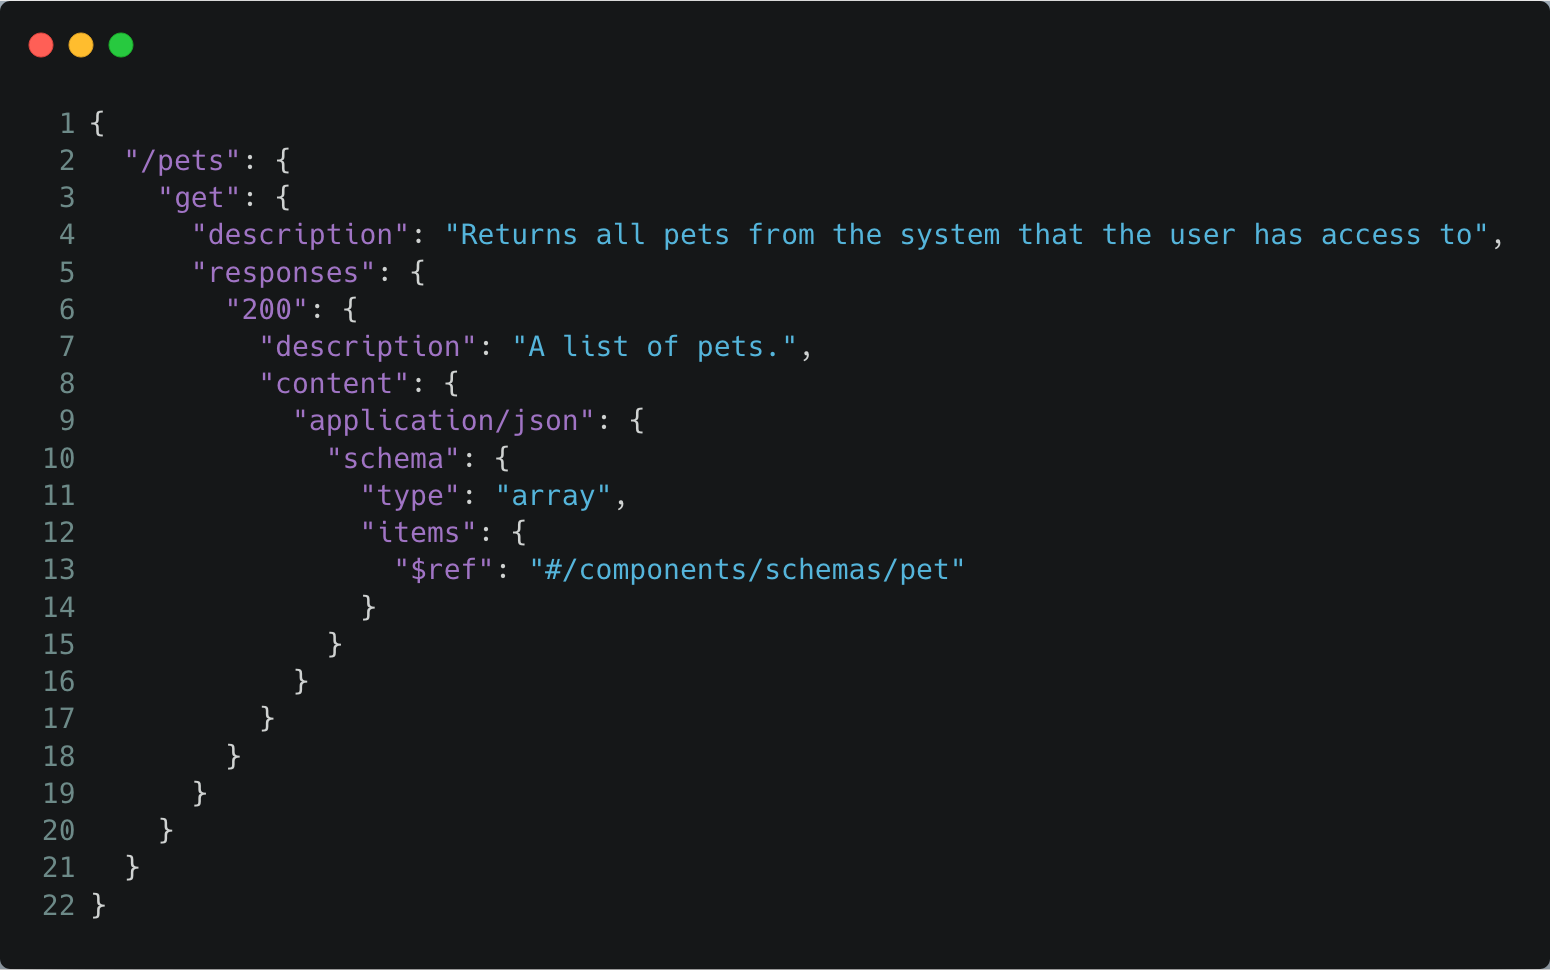 1 {
2   "/pets": {
3     "get": {
4       "description": "Returns all pets from the system that the user has access to",
5       "responses": {
6         "200": {
7           "description": "A list of pets.",
8           "content": {
9             "application/json": {
10               "schema": {
11                 "type": "array",
12                 "items": {
13                   "$ref": "#/components/schemas/pet"
14                 }
15               }
16             }
17           }
18         }
19       }
20     }
21   }
22 }